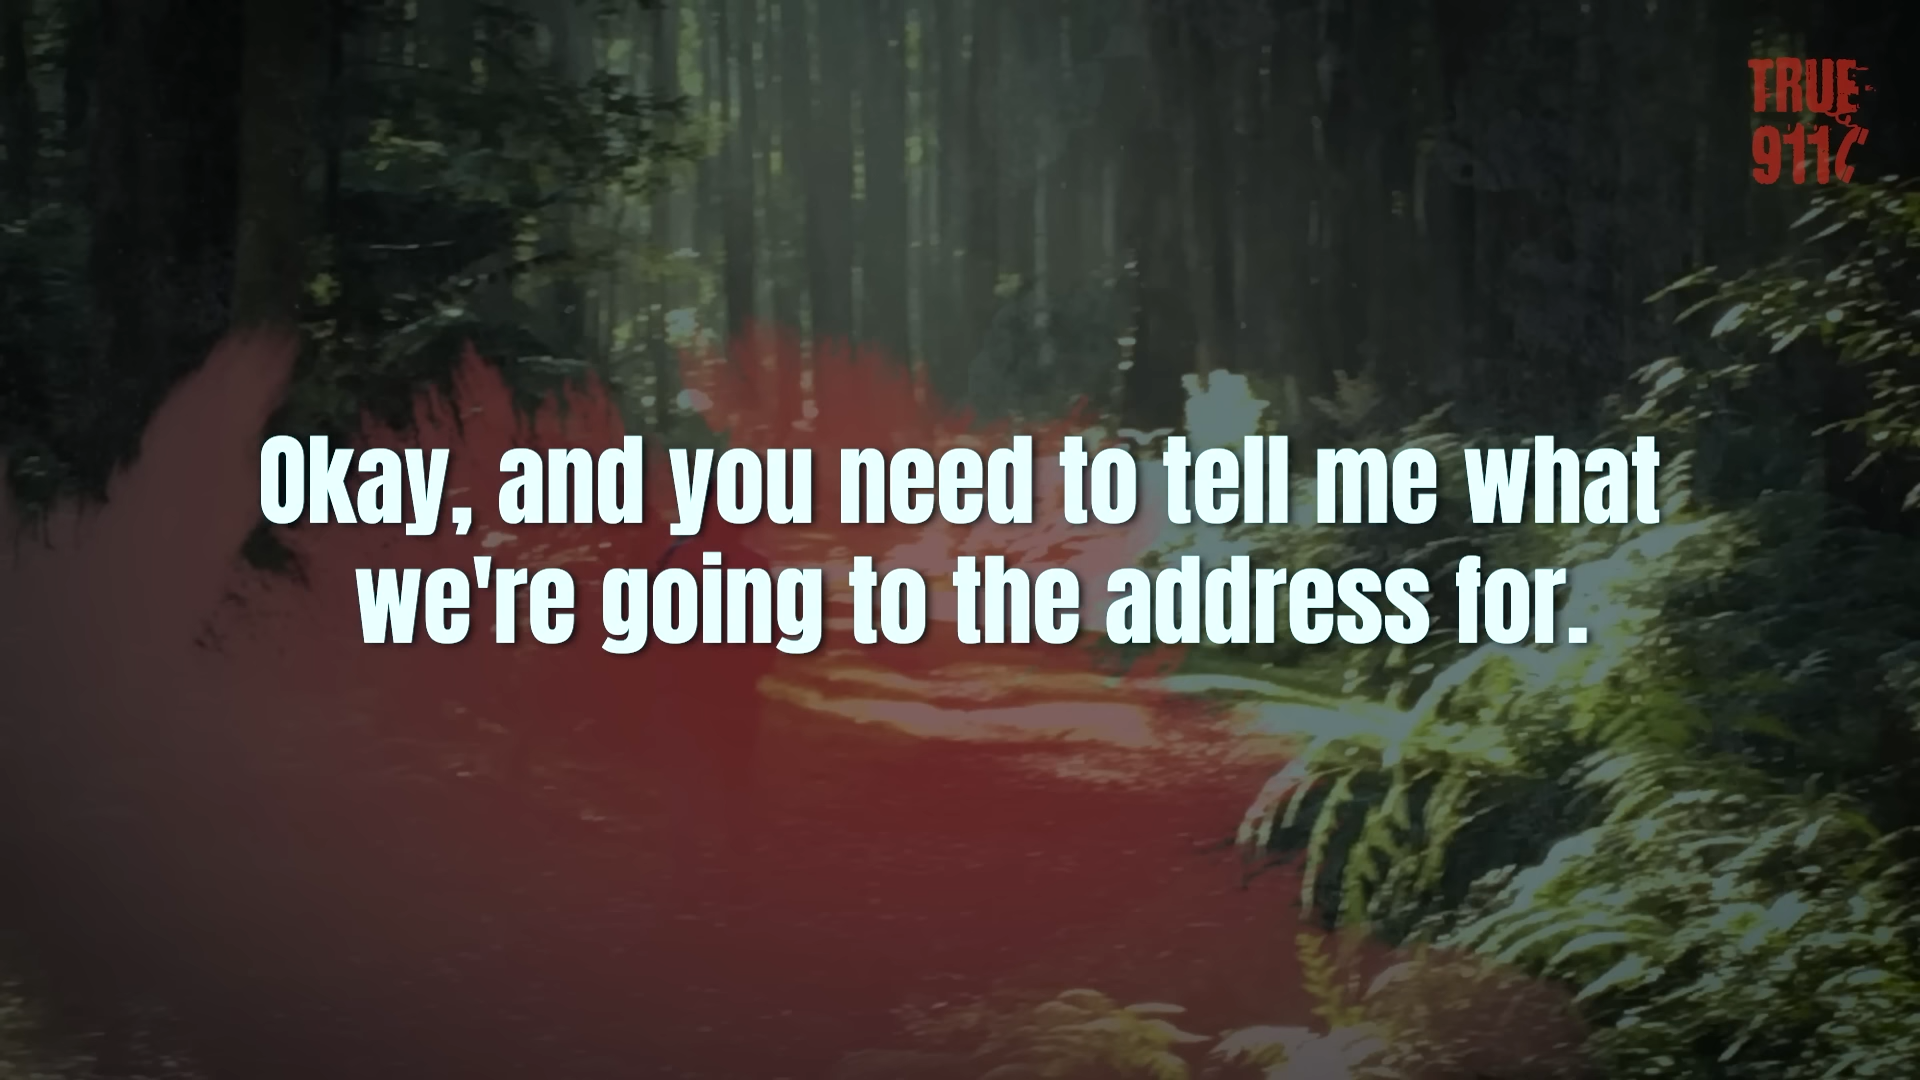 TRUE
911
Okay, and you need to tell me what
we're going to the address for.